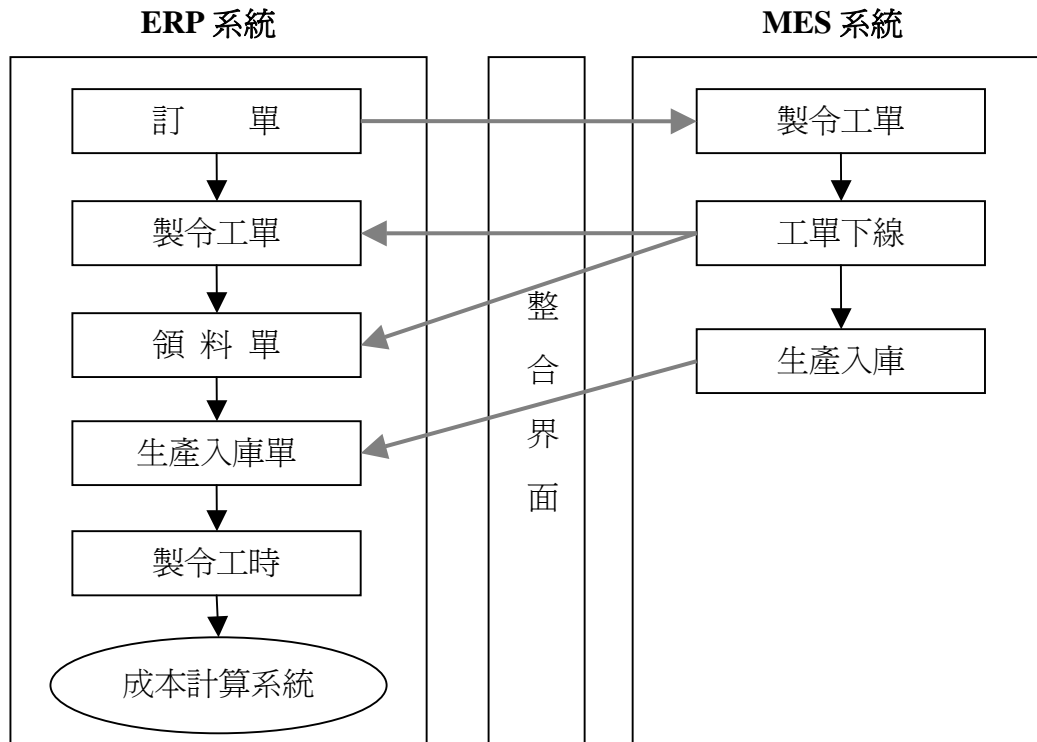 ERP 系統
MES 系統
訂 單
製令工單
領 料 單
生產入庫單
製令工時
成本計算系統
整
合
界
面
製令工單
工單下線
生產入庫